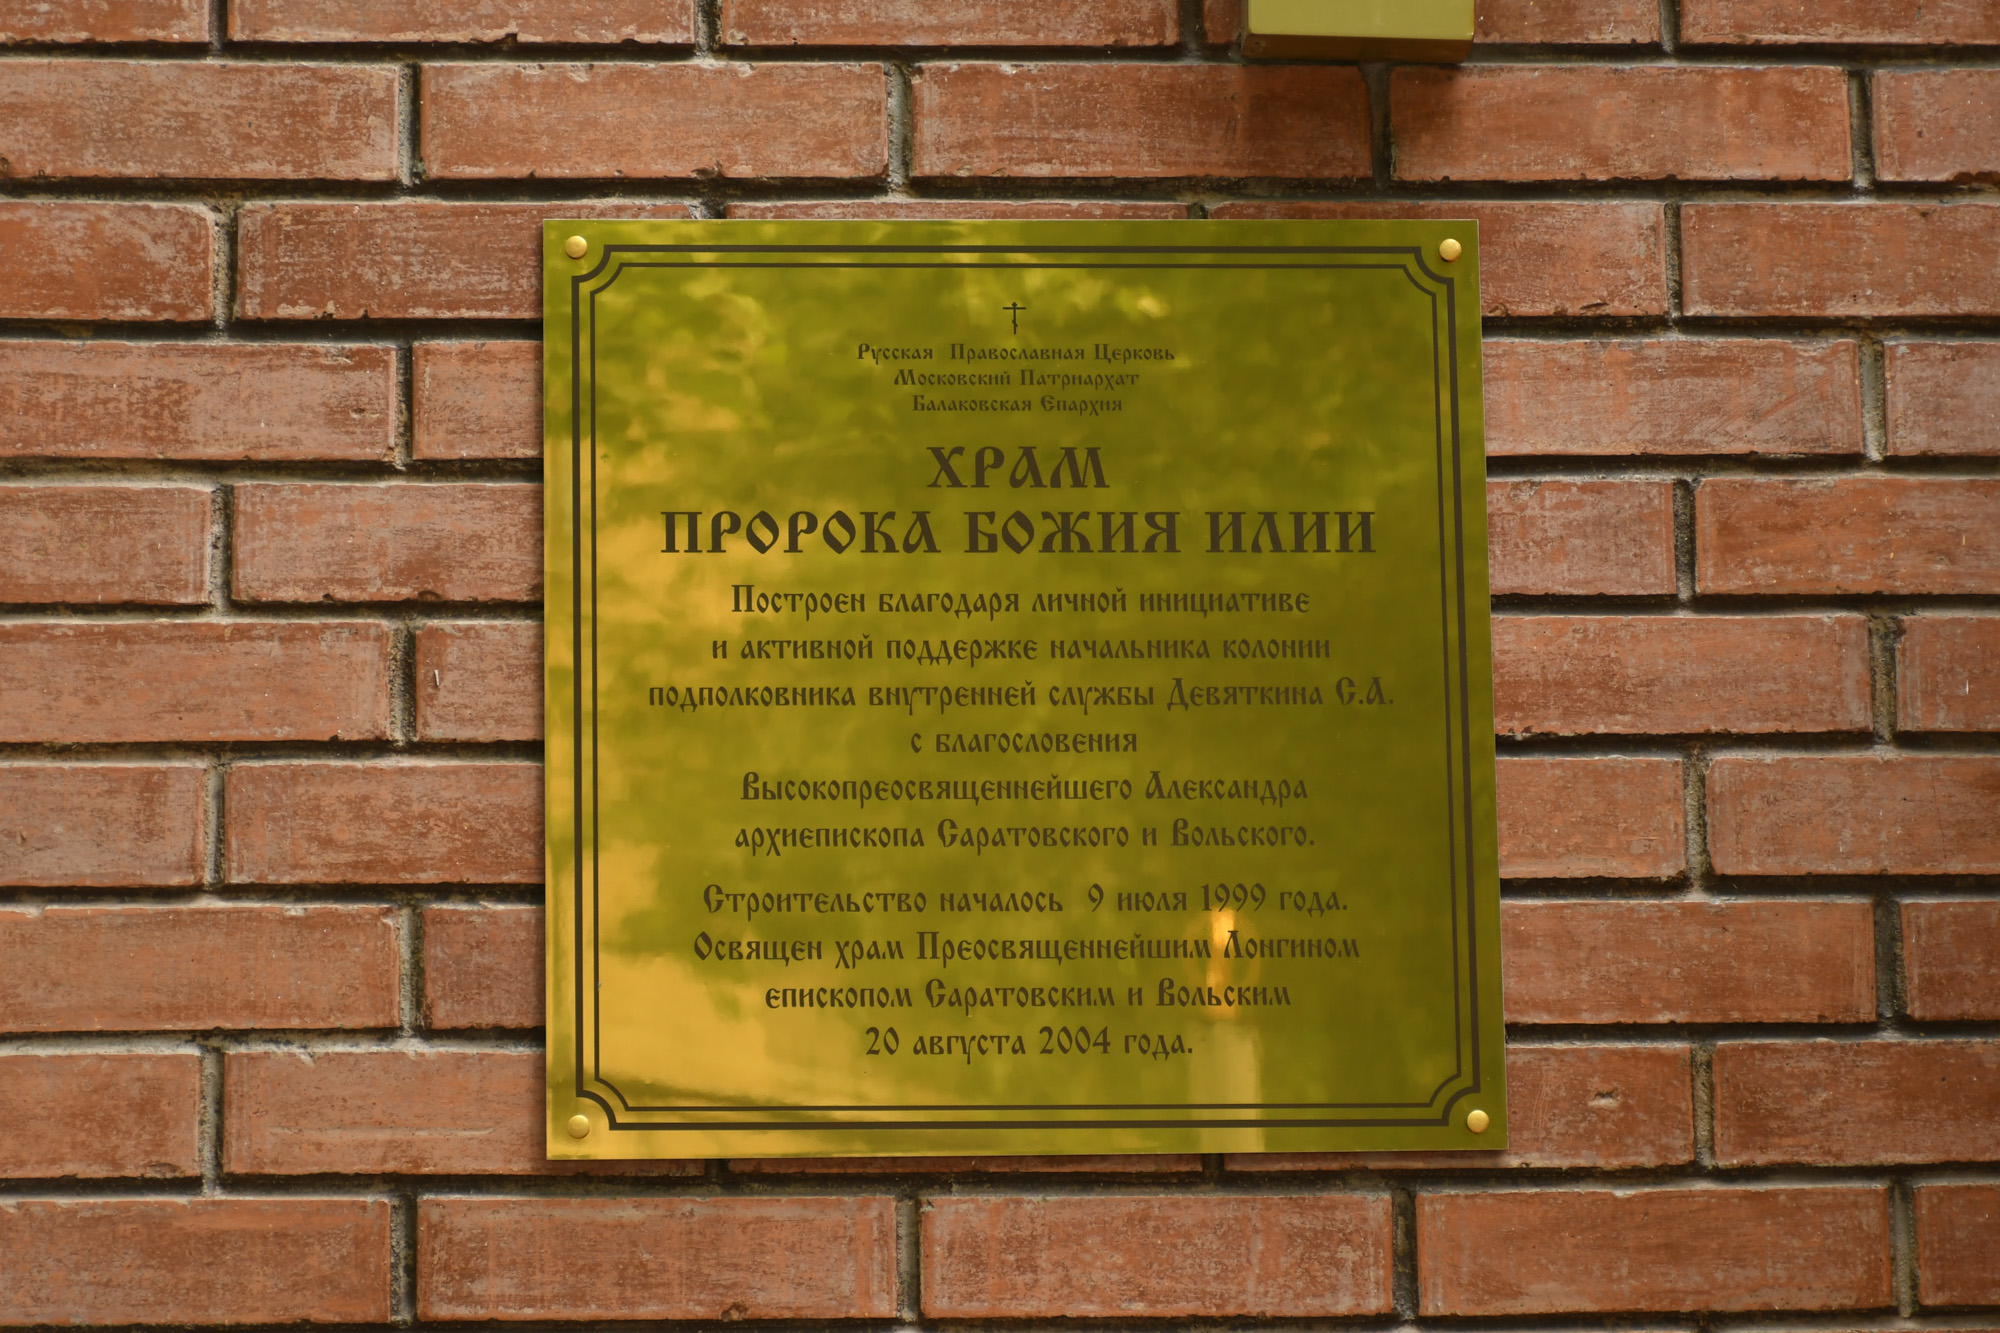 Русская Православная Церковь
Московский Патриархат
Балаковская Епархия
ХРАМ
ПРОРОКА БОЖИЯ ИЛИИ
Построен благодаря личной инициативе
и активной поддержке начальника колонии
подполковника внутренней службы Девяткина С.А.
с благословения
Высокопреосвященнейшего Александра
архиепископа Саратовского и Вольского.
Строительство началось 9 июля 1999 года.
Освящен храм Преосвященнейшим Лонгином
епископом Саратовским и Вольским
20 августа 2004 года.